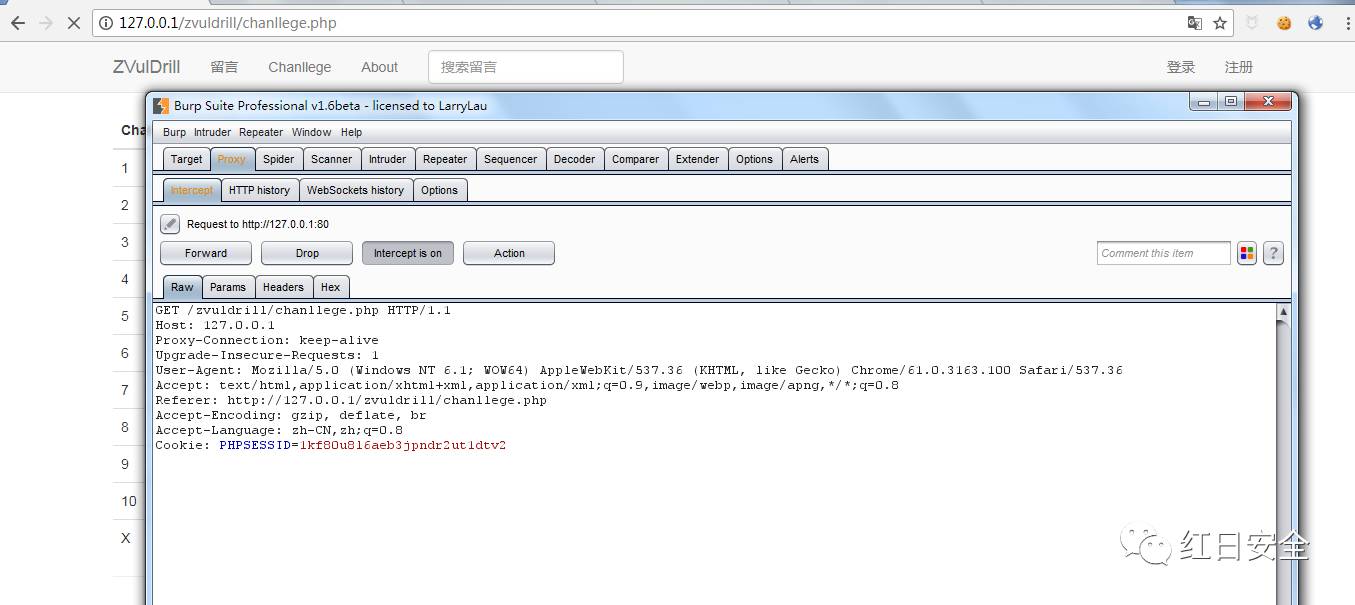 127.0.0.1/zvuldrill/chanllege.php
ZVulDrill 留言 Chanllege About 搜索留言 登录 注册
Burp Suite Professional v1.6beta - licensed to LarryLau
Burp Intruder Repeater Window Help
Target Proxy Spider Scanner Intruder Repeater Sequencer Decoder Comparer Extender Options Alerts
Intercept HTTP history WebSockets history Options
Request to http://127.0.0.1:80
Forward Drop Intercept is on Action Comment this item ?
Raw Params Headers Hex
GET /zvuldrill/chanllege.php HTTP/1.1
Host: 127.0.0.1
Proxy-Connection: keep-alive
Upgrade-Insecure-Requests: 1
User-Agent: Mozilla/5.0 (Windows NT 6.1; WOW64) AppleWebKit/537.36 (KHTML, like Gecko) Chrome/61.0.3163.100 Safari/537.36
Accept: text/html,application/xhtml+xml,application/xml;q=0.9,image/webp,image/apng,*/*;q=0.8
Referer: http://127.0.0.1/zvuldrill/chanllege.php
Accept-Encoding: gzip, deflate, br
Accept-Language: zh-CN,zh;q=0.8
Cookie: PHPSESSID=1kf80u8l6aeb3jpndr2ut1dtv2
Cha
1
2
3
4
5
6
7
8
9
10
X
红日安全